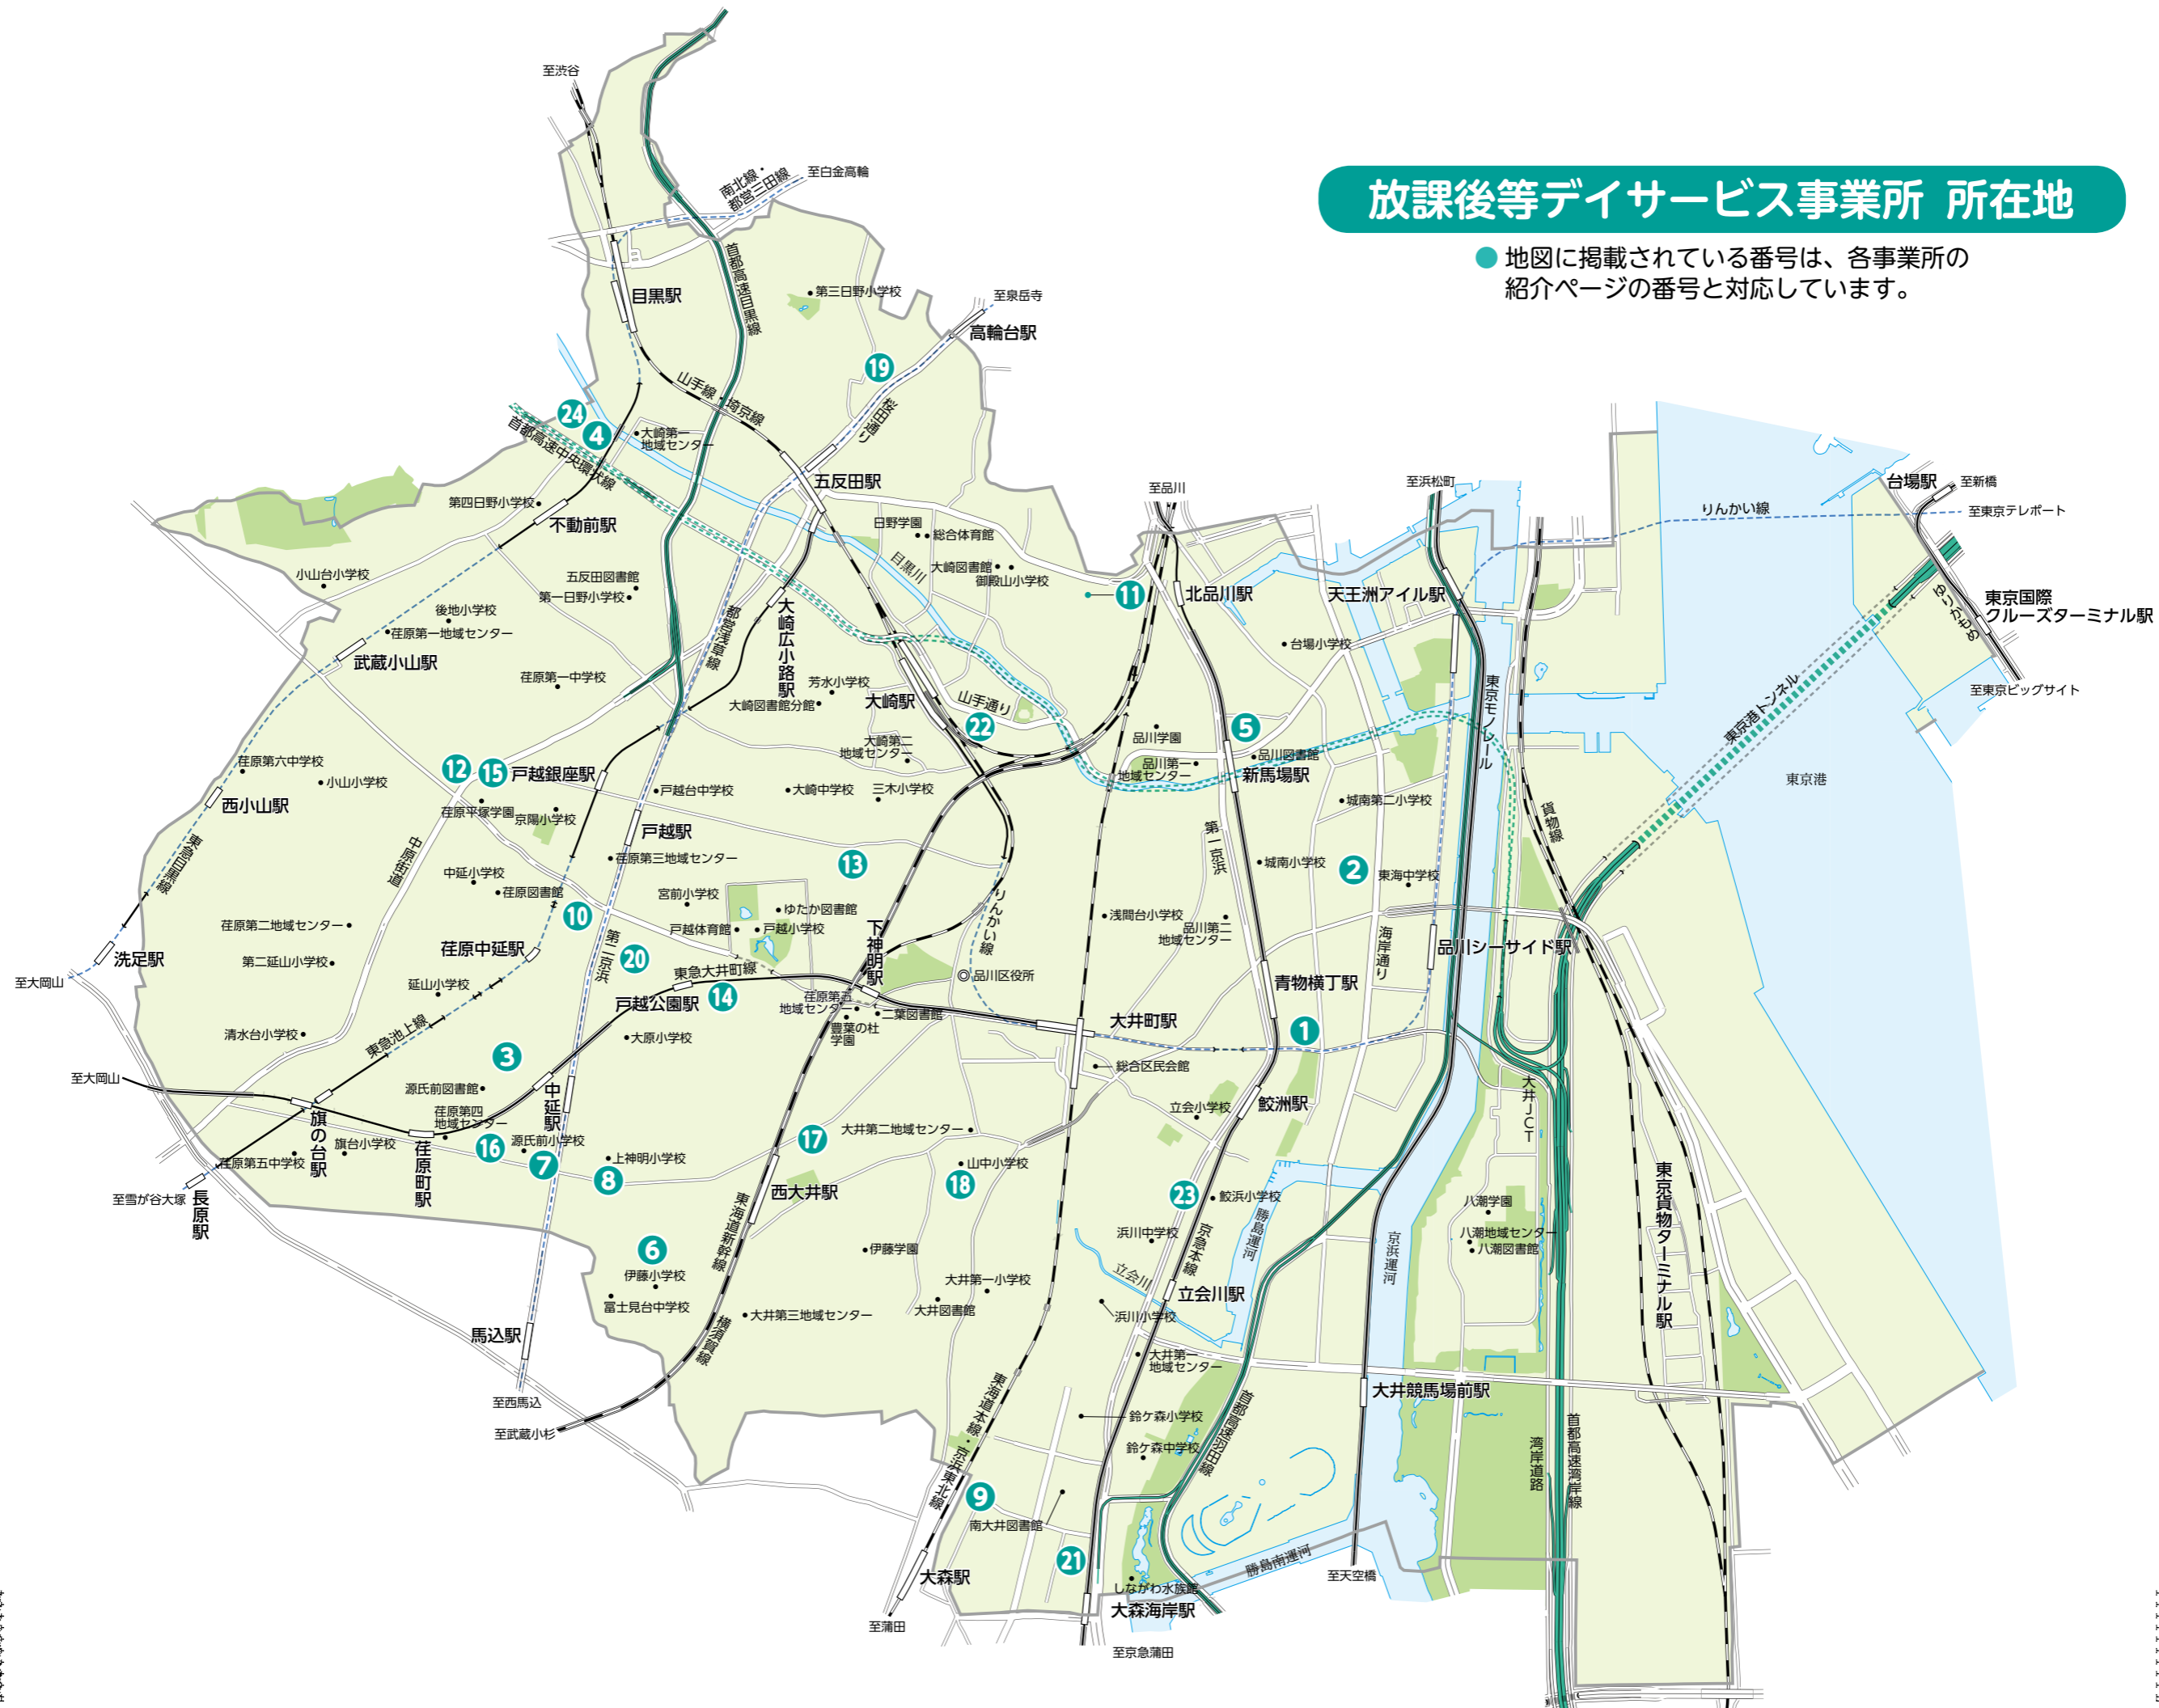 放課後等デイサービス事業所 所在地
● 地図に掲載されている番号は、各事業所の
紹介ページの番号と対応しています。
至渋谷
南北線・
都営三田線
至白金高輪
首都高速目黒線
目黒駅
第三日野小学校
至泉岳寺
高輪台駅
19
山手線・埼京線
桜田通り
24
4
大崎第一
地域センター
首都高速中央環状線
五反田駅
第四日野小学校
不動前駅
日野学園
総合体育館
目黒川
大崎図書館
御殿山小学校
至品川
11
北品川駅
至浜松町
天王洲アイル駅
りんかい線
台場駅
至新橋
至東京テレポート
ゆりかもめ
東京国際
クルーズターミナル駅
至東京ビッグサイト
小山台小学校
五反田図書館
第一日野小学校
後地小学校
荏原第一地域センター
武蔵小山駅
都営浅草線
大崎広小路駅
荏原第一中学校
芳水小学校
大崎図書館分館
大崎駅
山手通り
22
大崎第二
地域センター
台場小学校
東京モノレール
東京港トンネル
東京港
品川学園
5
品川第一
地域センター
品川図書館
新馬場駅
荏原第六中学校
小山小学校
西小山駅
12
15
戸越銀座駅
荏原平塚学園
京陽小学校
戸越台中学校
大崎中学校
三木小学校
戸越駅
城南第二小学校
貨物線
東急目黒線
中原街道
荏原第三地域センター
13
第一京浜
城南小学校
2
東海中学校
中延小学校
荏原図書館
宮前小学校
ゆたか図書館
戸越体育館
戸越小学校
10
下神明駅
りんかい線
浅間台小学校
品川第二
地域センター
海岸通り
品川シーサイド駅
荏原第二地域センター
荏原中延駅
第二京浜
20
洗足駅
第二延山小学校
至大岡山
東急大井町線
14
戸越公園駅
品川区役所
青物横丁駅
延山小学校
荏原第五
地域センター
二葉図書館
豊葉の杜
学園
大井町駅
1
清水台小学校
東急池上線
大原小学校
3
総合区民会館
至大岡山
源氏前図書館
中延駅
立会小学校
鮫洲駅
大井JCT
旗の台駅
荏原第四
地域センター
旗台小学校
荏原第五中学校
荏原町駅
16
源氏前小学校
7
上神明小学校
8
17
大井第二地域センター
山中小学校
18
西大井駅
至雪が谷大塚
長原駅
23
鮫浜小学校
勝島運河
京浜運河
八潮学園
八潮地域センター
八潮図書館
東京貨物ターミナル駅
6
伊藤小学校
冨士見台中学校
東海道新幹線
伊藤学園
浜川中学校
京急本線
立会川
大井第一小学校
大井図書館
立会川駅
浜川小学校
大井第三地域センター
横須賀線
馬込駅
大井第一
地域センター
大井競馬場前駅
至西馬込
至武蔵小杉
東海道本線・京浜東北線
鈴ケ森小学校
鈴ケ森中学校
首都高速羽田線
湾岸道路
首都高速湾岸線
9
南大井図書館
21
大森駅
しながわ水族館
勝島南運河
至天空橋
大森海岸駅
至蒲田
至京急蒲田